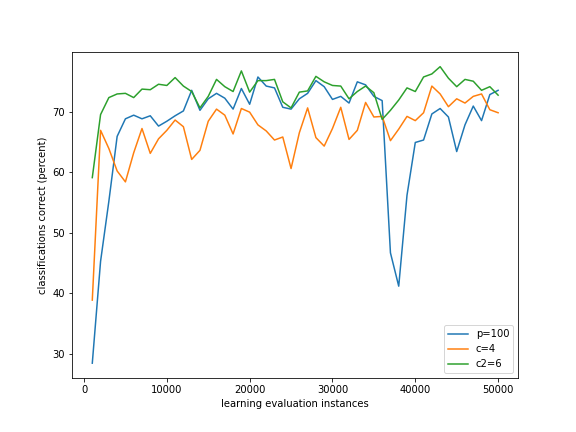 70
60
50
40
30
classifications correct (percent)
0
10000
20000
30000
40000
50000
learning evaluation instances
p=100
c=4
c2=6